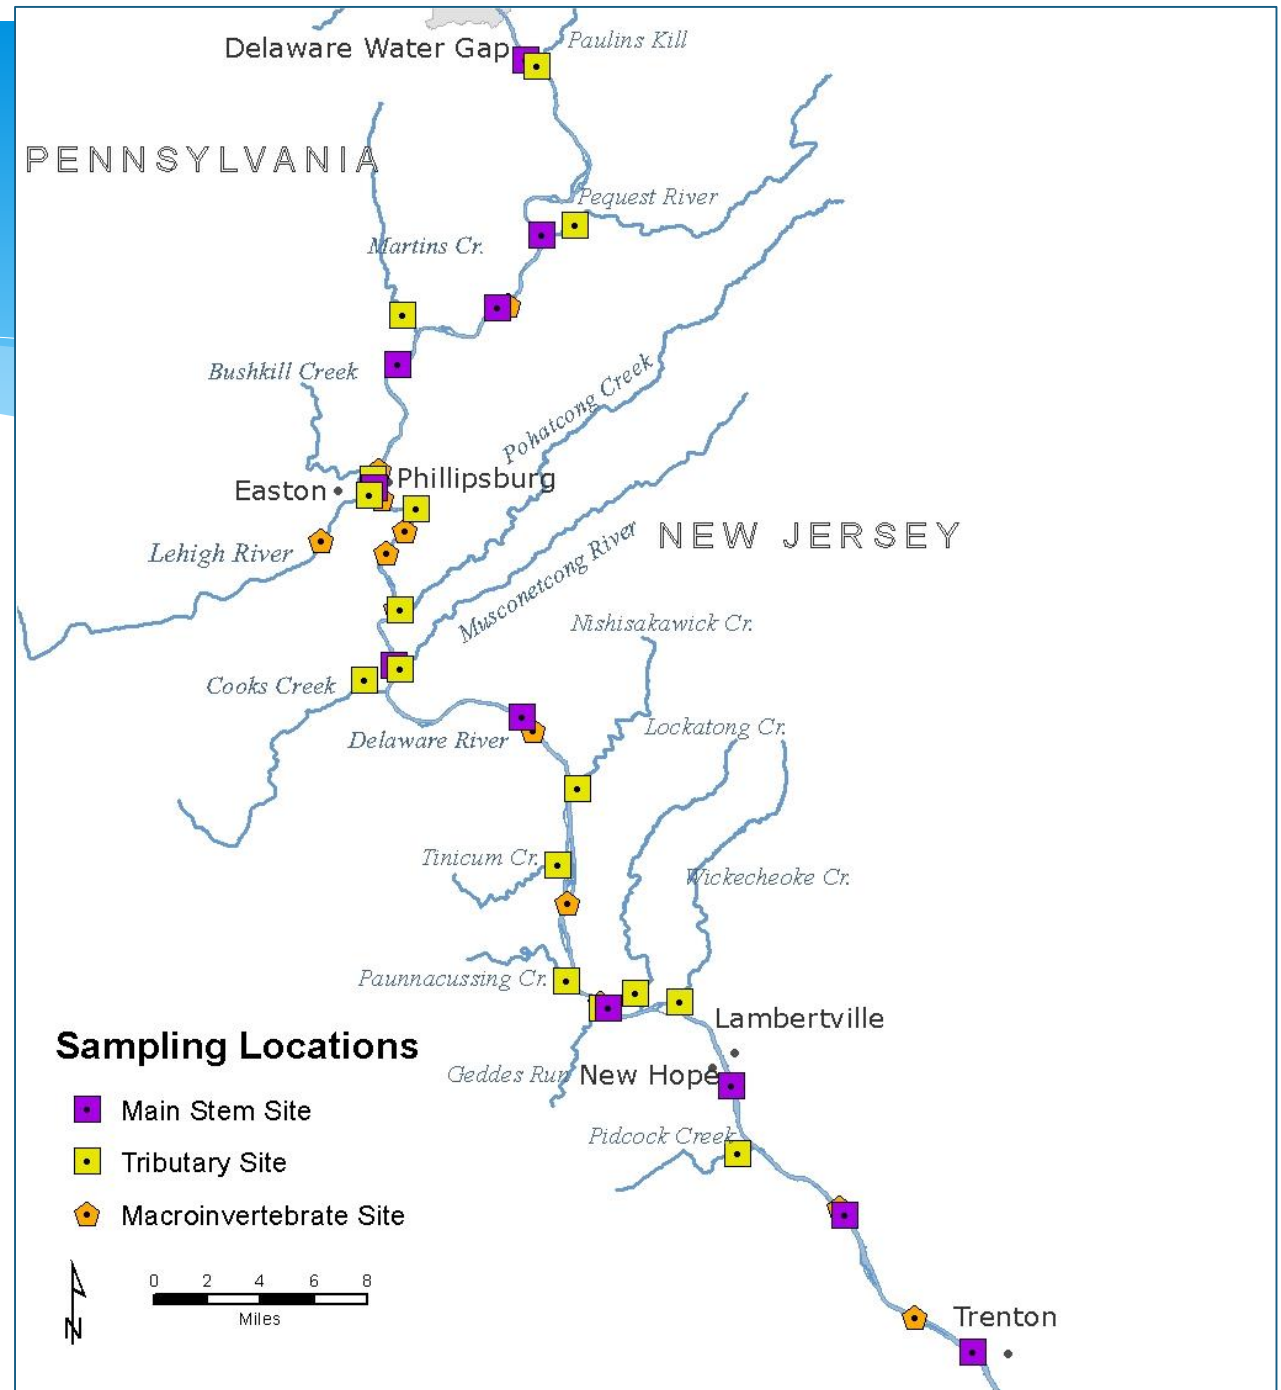 Paulins Kill
Delaware Water Gap
PENNSYLVANIA
Pequest River
Martins Cr.
Bushkill Creek
Pohatcong Creek
Phillipsburg
Easton
NEW JERSEY
Lehigh River
Musconetcong River
Nishisakawick Cr.
Cooks Creek
Lockatong Cr.
Delaware River
Tinicum Cr.
Wickecheoke Cr.
Paunnacussing Cr.
Lambertville
Sampling Locations
Geddes Run
New Hope
Main Stem Site
Pidcock Creek
Tributary Site
Macroinvertebrate Site
0 2 4 6 8
Miles
N
Trenton